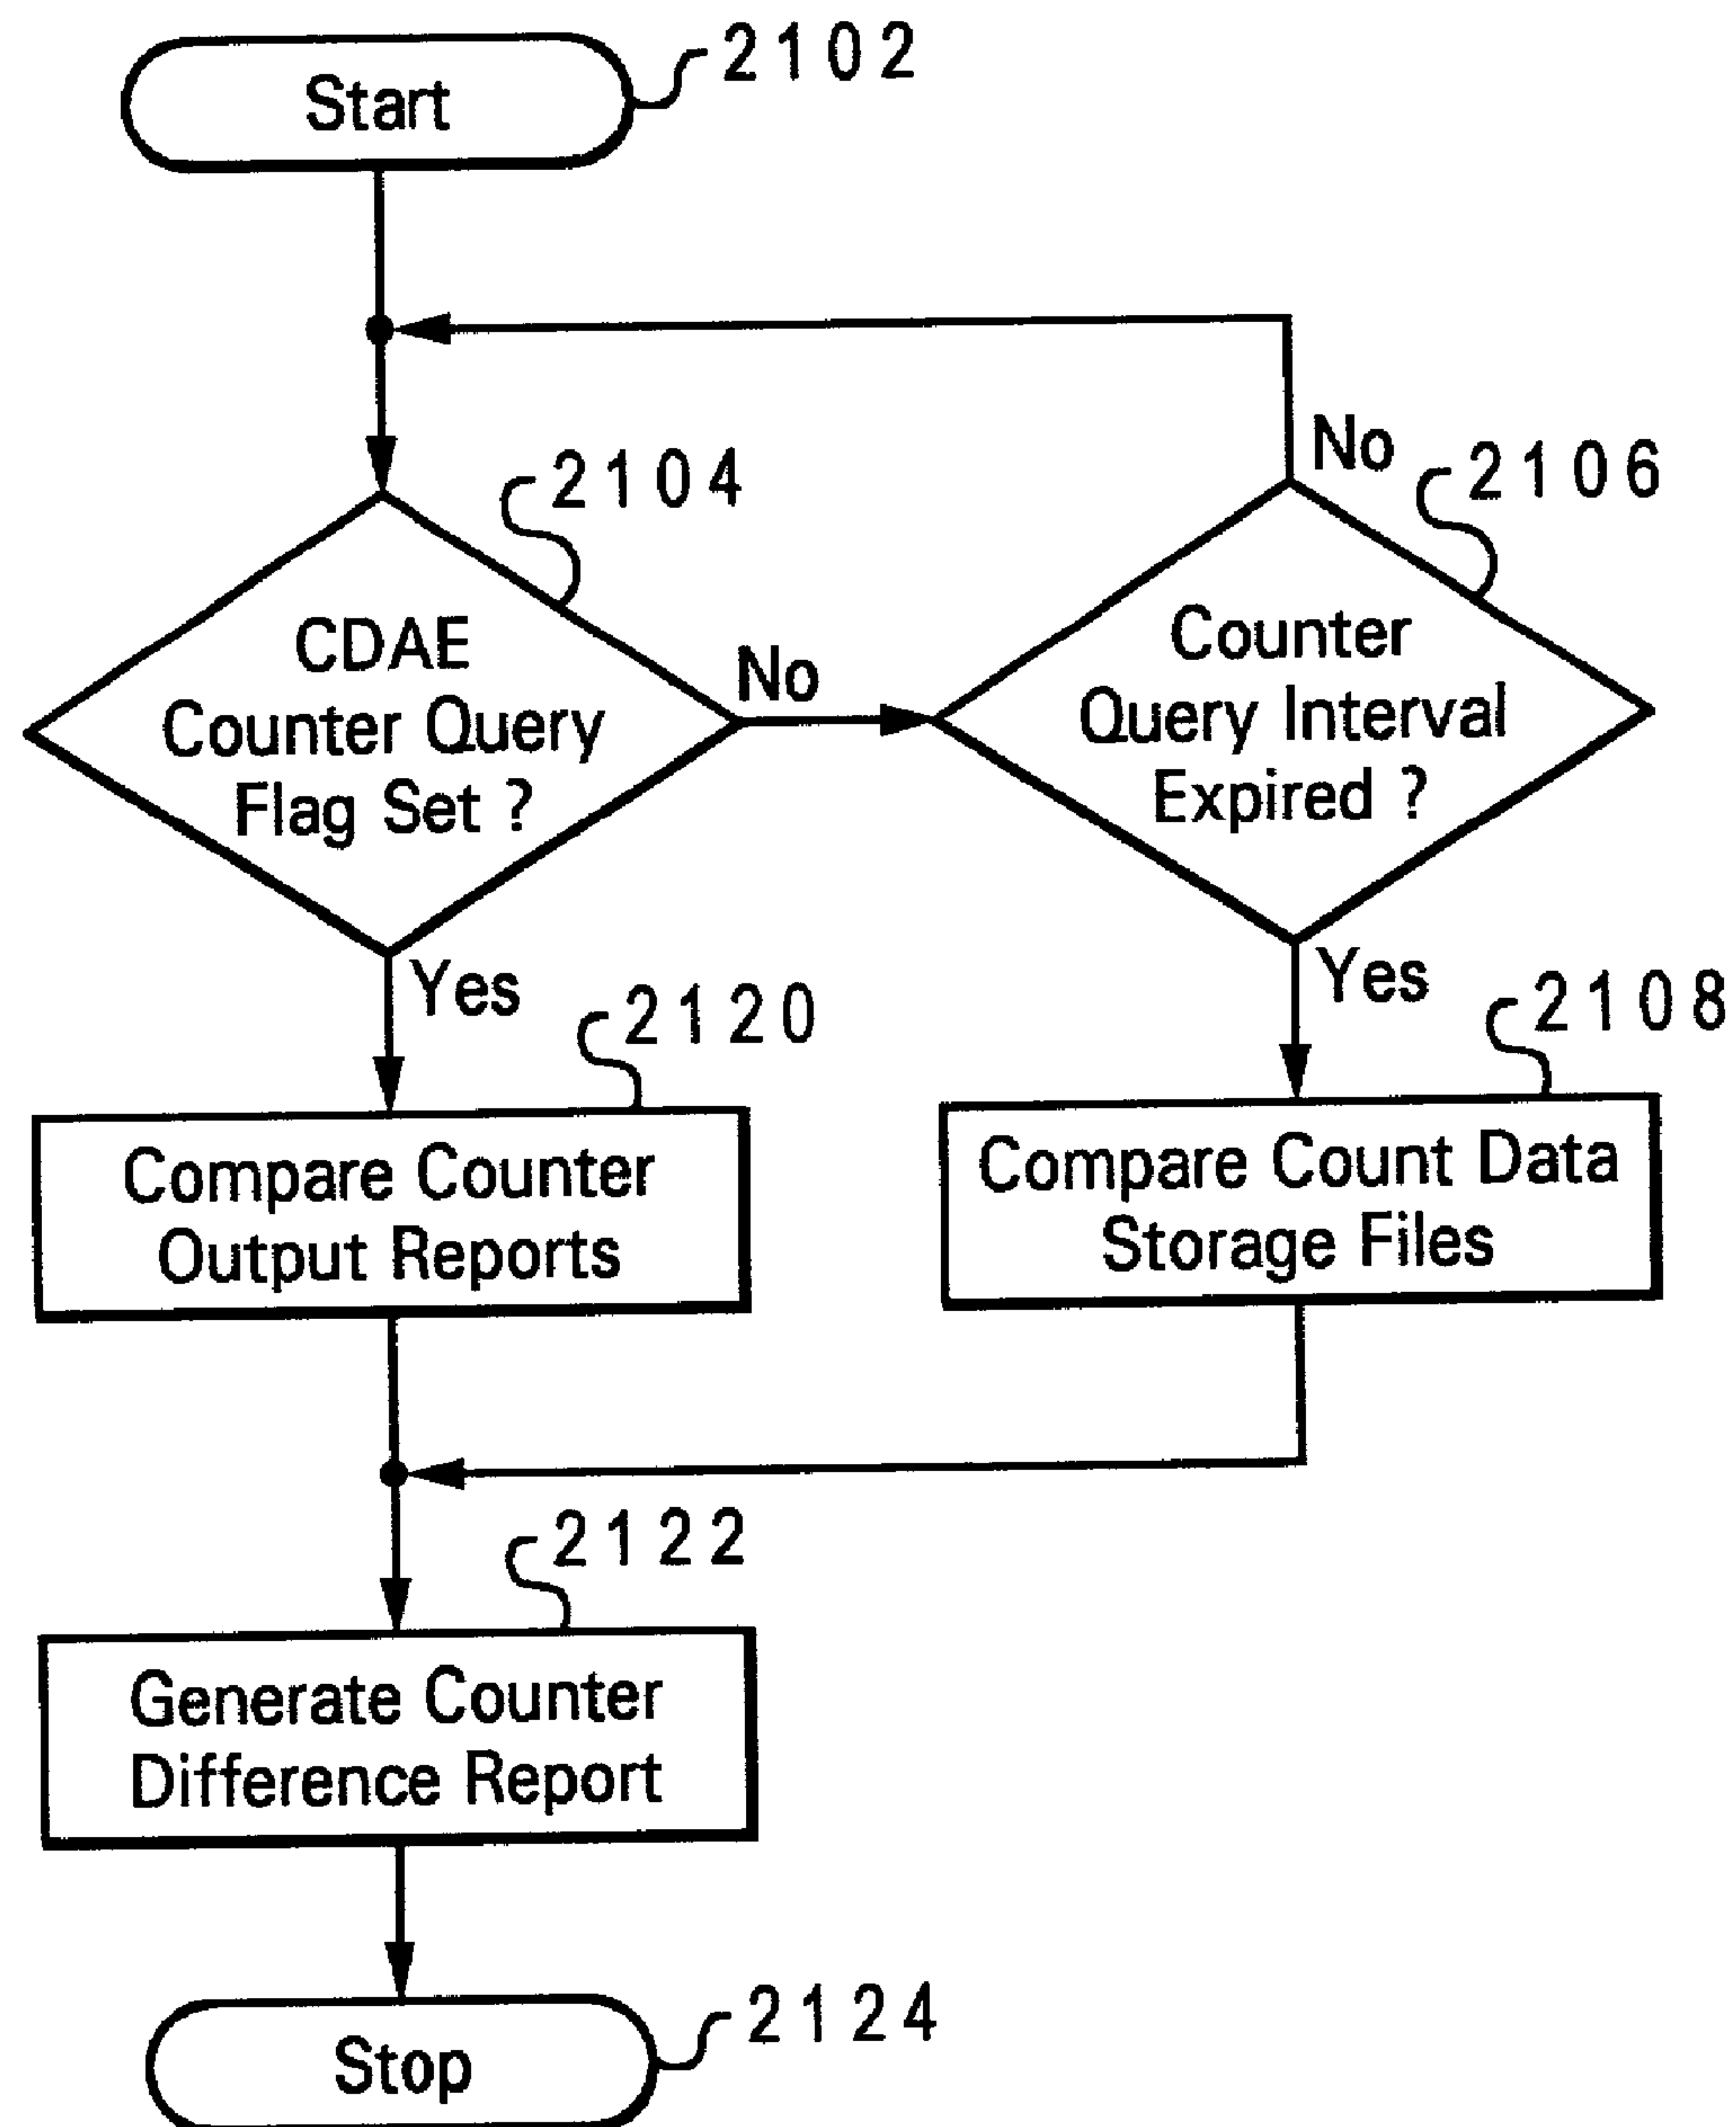 Start
2102
No
2104
2106
CDAE
Counter Query
Flag Set ?
No
Counter
Query Interval
Expired ?
Yes
Yes
2120
2108
Compare Counter
Output Reports
Compare Count Data
Storage Files
2122
Generate Counter
Difference Report
Stop
2124